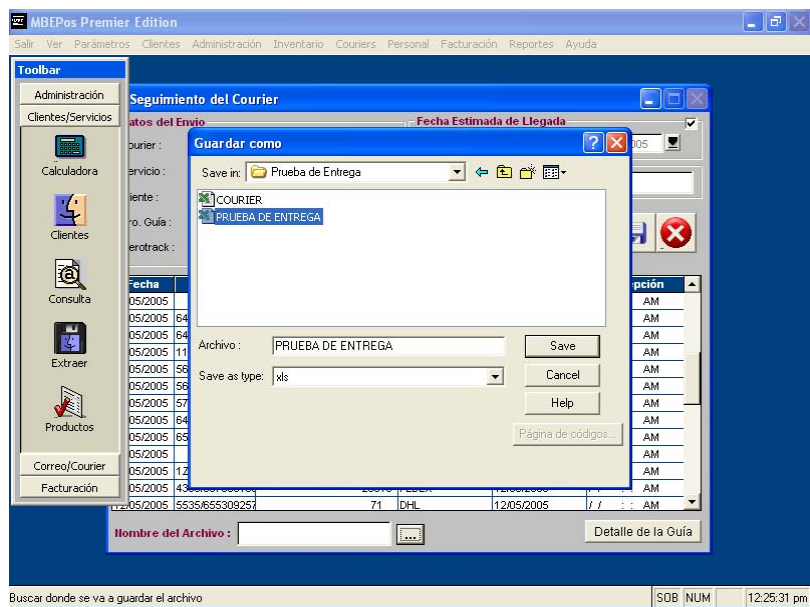 MBEPos Premier Edition
Salir Ver Parámetros Clientes Administración Inventario Couriers Personal Facturación Reportes Ayuda
Toolbar
Administración
Clientes/Servicios
Calculadora
Clientes
Consulta
Extraer
Productos
Correo/Courier
Facturación
Seguimiento del Courier
atos del Envio
Fecha Estimada de Llegada
ourier :
005
ervicio :
iente :
ro. Guía :
erotrack :
Guardar como
Save in: Prueba de Entrega
COURIER
PRUEBA DE ENTREGA
Archivo : PRUEBA DE ENTREGA
Save
Save as type: xls
Cancel
Help
Página de códigos...
Fecha
pción
05/2005 AM
05/2005 64 AM
05/2005 64 AM
05/2005 11 AM
05/2005 56 AM
05/2005 56 AM
05/2005 57 AM
05/2005 64 AM
05/2005 65 AM
05/2005 AM
05/2005 1Z AM
05/2005 AM
12/05/2005 5535/655309257 71 DHL 12/05/2005 / / : : AM
Nombre del Archivo :
...
Detalle de la Guía
Buscar donde se va a guardar el archivo
SOB NUM 12:25:31 pm